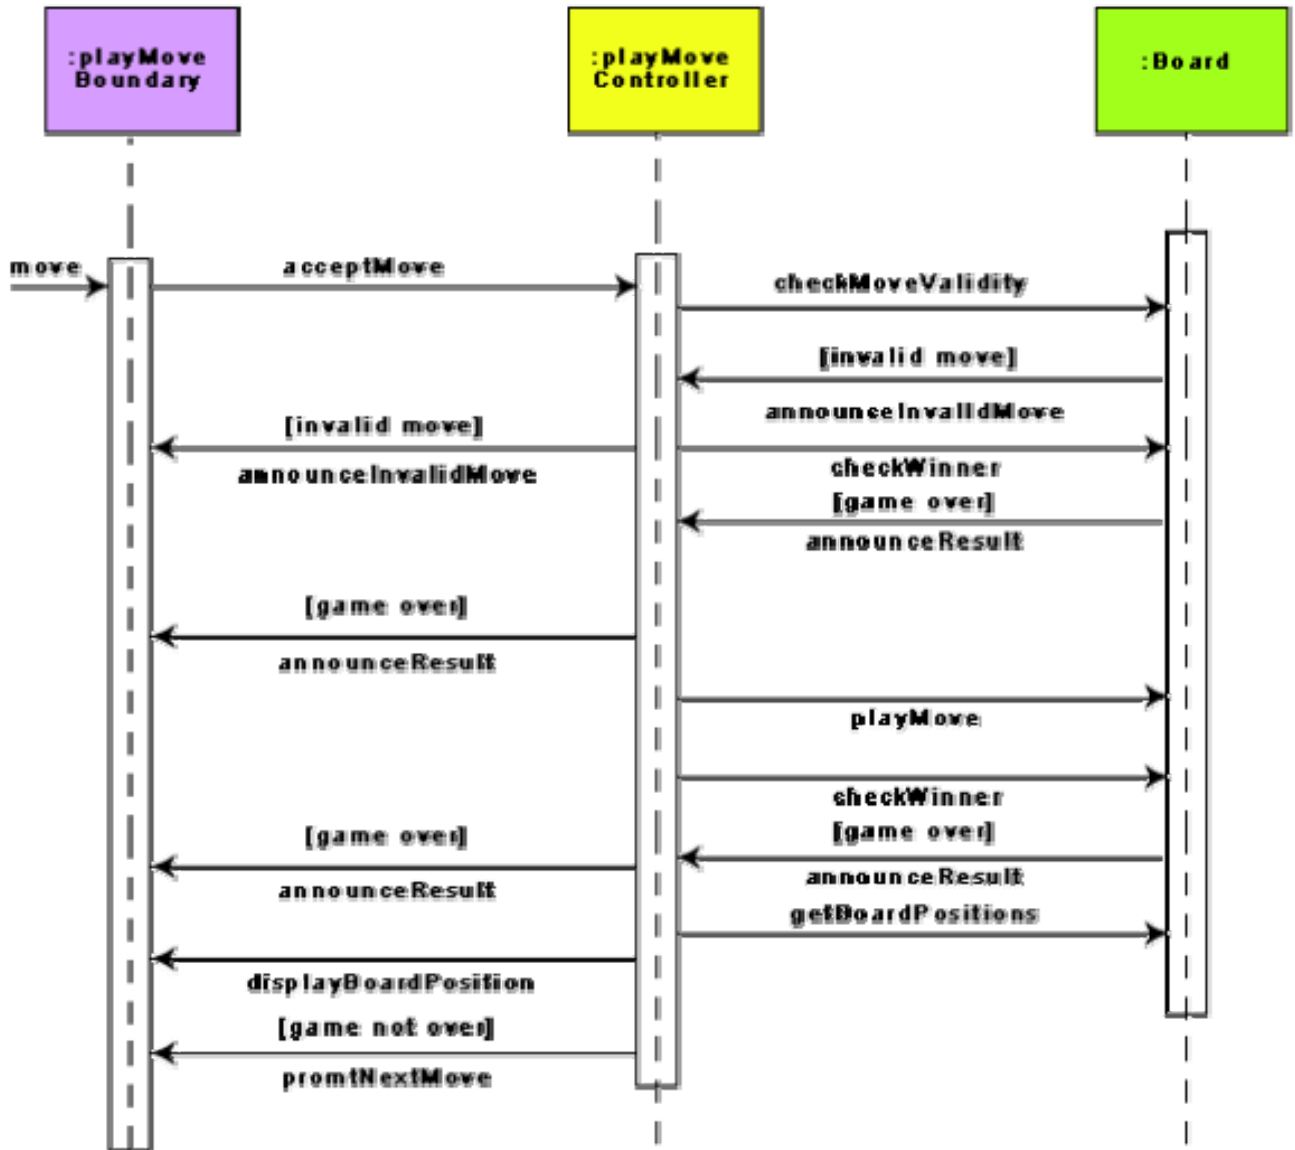 :playMove
Boundary
:playMove
Controller
:Board
move
acceptMove
checkMoveValidity
[invalid move]
announceInvalidMove
[invalid move]
announceInvalidMove
checkWinner
[game over]
announceResult
[game over]
announceResult
playMove
checkWinner
[game over]
announceResult
[game over]
announceResult
getBoardPositions
displayBoardPosition
[game not over]
promtNextMove